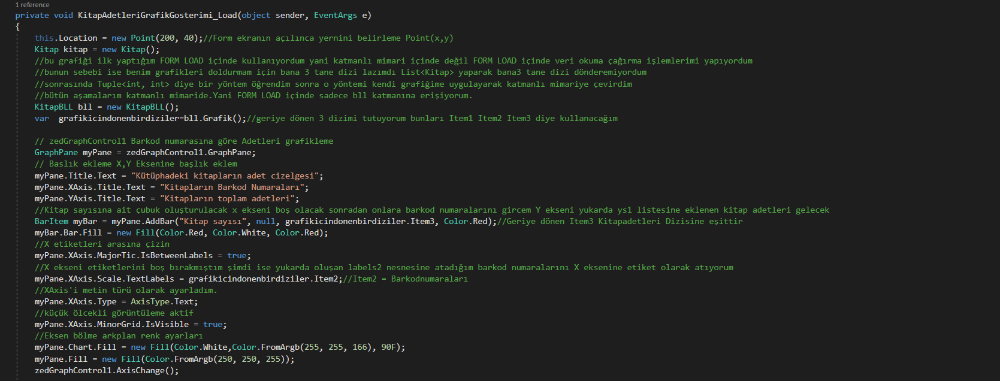 1 reference
private void KitapAdetleriGrafikGosterimi_Load(object sender, EventArgs e)
{
this.Location = new Point(200, 40);//Form ekranın açılınca yernini belirleme Point(x,y)
Kitap kitap = new Kitap();
//bu grafiği ilk yaptığım FORM LOAD içinde kullanıyordum yani katmanlı mimari içinde değil FORM LOAD içinde veri okuma çağırma işlemlerimi yapıyordum
//bunun sebebi ise benim grafikleri doldurmam için bana 3 tane dizi lazımdı List<Kitap> yaparak bana3 tane dizi dönderemiyordum
//sonrasında Tuple<int, int> diye bir yöntem öğrendim sonra o yöntemi kendi grafiğime uygulayarak katmanlı mimariye çevirdim
//bütün aşamalarım katmanlı mimaride.Yani FORM LOAD içinde sadece bll katmanına erişiyorum.
KitapBLL bll = new KitapBLL();
var  grafikicindonenbirdiziler=bll.Grafik();//geriye dönen 3 dizimi tutuyorum bunları Item1 Item2 Item3 diye kullanacağım
// zedGraphControl1 Barkod numarasına göre Adetleri grafikleme
GraphPane myPane = zedGraphControl1.GraphPane;
// Baslık ekleme X,Y Eksenine başlık eklem
myPane.Title.Text = "Kütüphadeki kitapların adet cizelgesi";
myPane.XAxis.Title.Text = "Kitapların Barkod Numaraları";
myPane.YAxis.Title.Text = "Kitapların toplam adetleri";
//Kitap sayısına ait çubuk oluşturulacak x ekseni boş olacak sonradan onlara barkod numaralarını gircem Y ekseni yukarda ys1 listesine eklenen kitap adetleri gelecek
BarItem myBar = myPane.AddBar("Kitap sayısı", null, grafikicindonenbirdiziler.Item3, Color.Red);//Geriye dönen Item3 Kitapadetleri Dizisine eşittir
myBar.Bar.Fill = new Fill(Color.Red, Color.White, Color.Red);
//X etiketleri arasına çizin
myPane.XAxis.MajorTic.IsBetweenLabels = true;
//X ekseni etiketlerini boş bırakmıştım şimdi ise yukarda oluşan labels2 nesnesine atadığım barkod numaralarını X eksenine etiket olarak atıyorum
myPane.XAxis.Scale.TextLabels = grafikicindonenbirdiziler.Item2;//Item2 = Barkodnumaraları
//XAxis'i metin türü olarak ayarladım.
myPane.XAxis.Type = AxisType.Text;
//küçük ölcekli görüntüleme aktif
myPane.XAxis.MinorGrid.IsVisible = true;
//Eksen bölme arkplan renk ayarları
myPane.Chart.Fill = new Fill(Color.White,Color.FromArgb(255, 255, 166), 90F);
myPane.Fill = new Fill(Color.FromArgb(250, 250, 255));
zedGraphControl1.AxisChange();